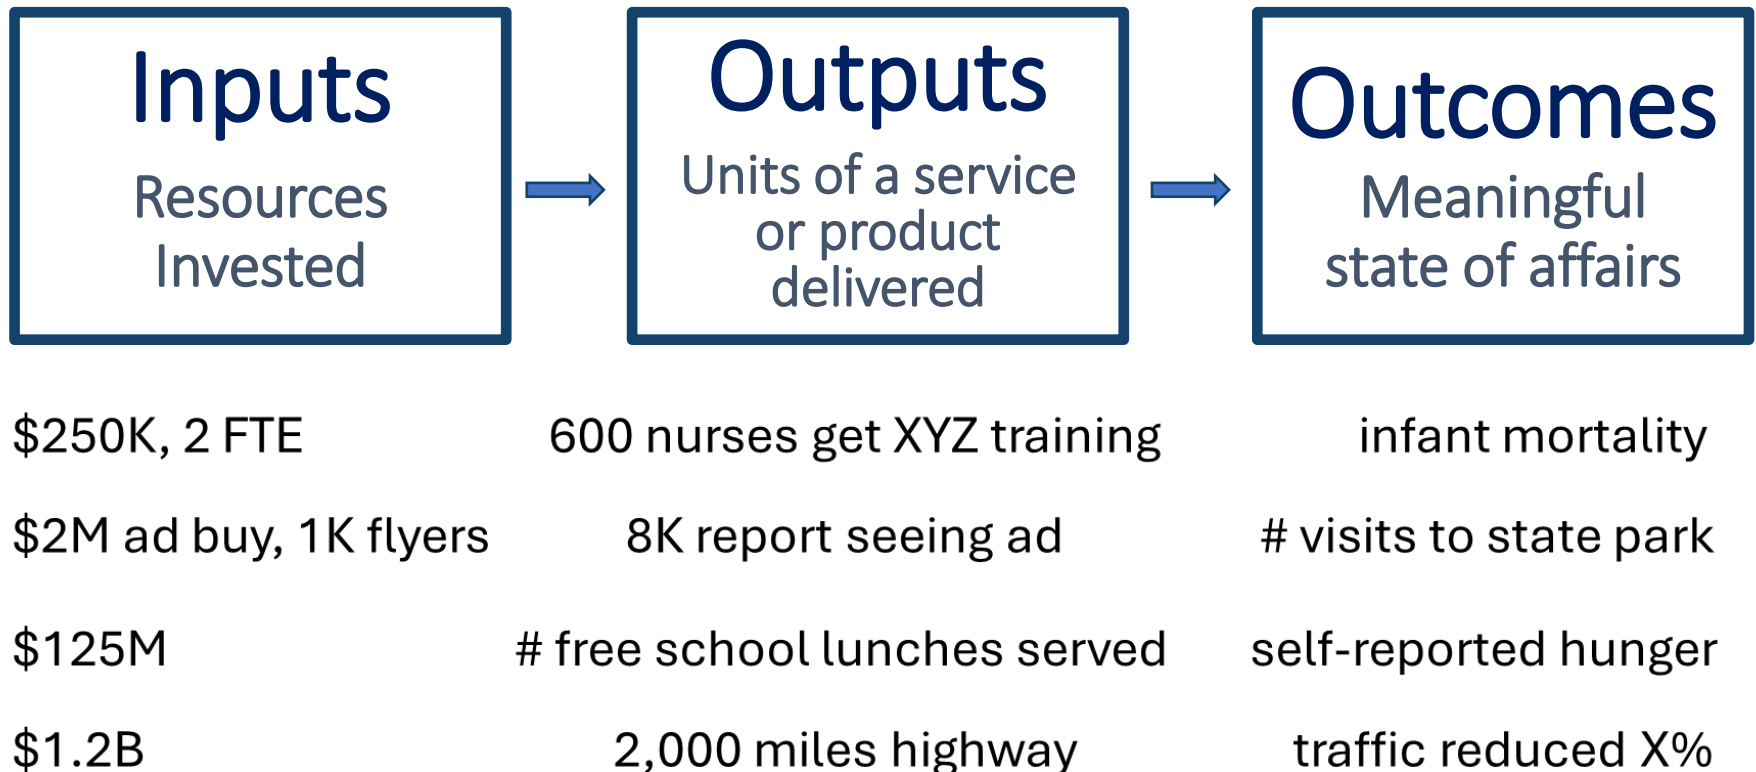 Inputs
Resources
Invested
Outputs
Units of a service
or product
delivered
Outcomes
Meaningful
state of affairs
$250K, 2 FTE
600 nurses get XYZ training
infant mortality
$2M ad buy, 1K flyers
8K report seeing ad
# visits to state park
$125M
# free school lunches served
self-reported hunger
$1.2B
2,000 miles highway
traffic reduced X%